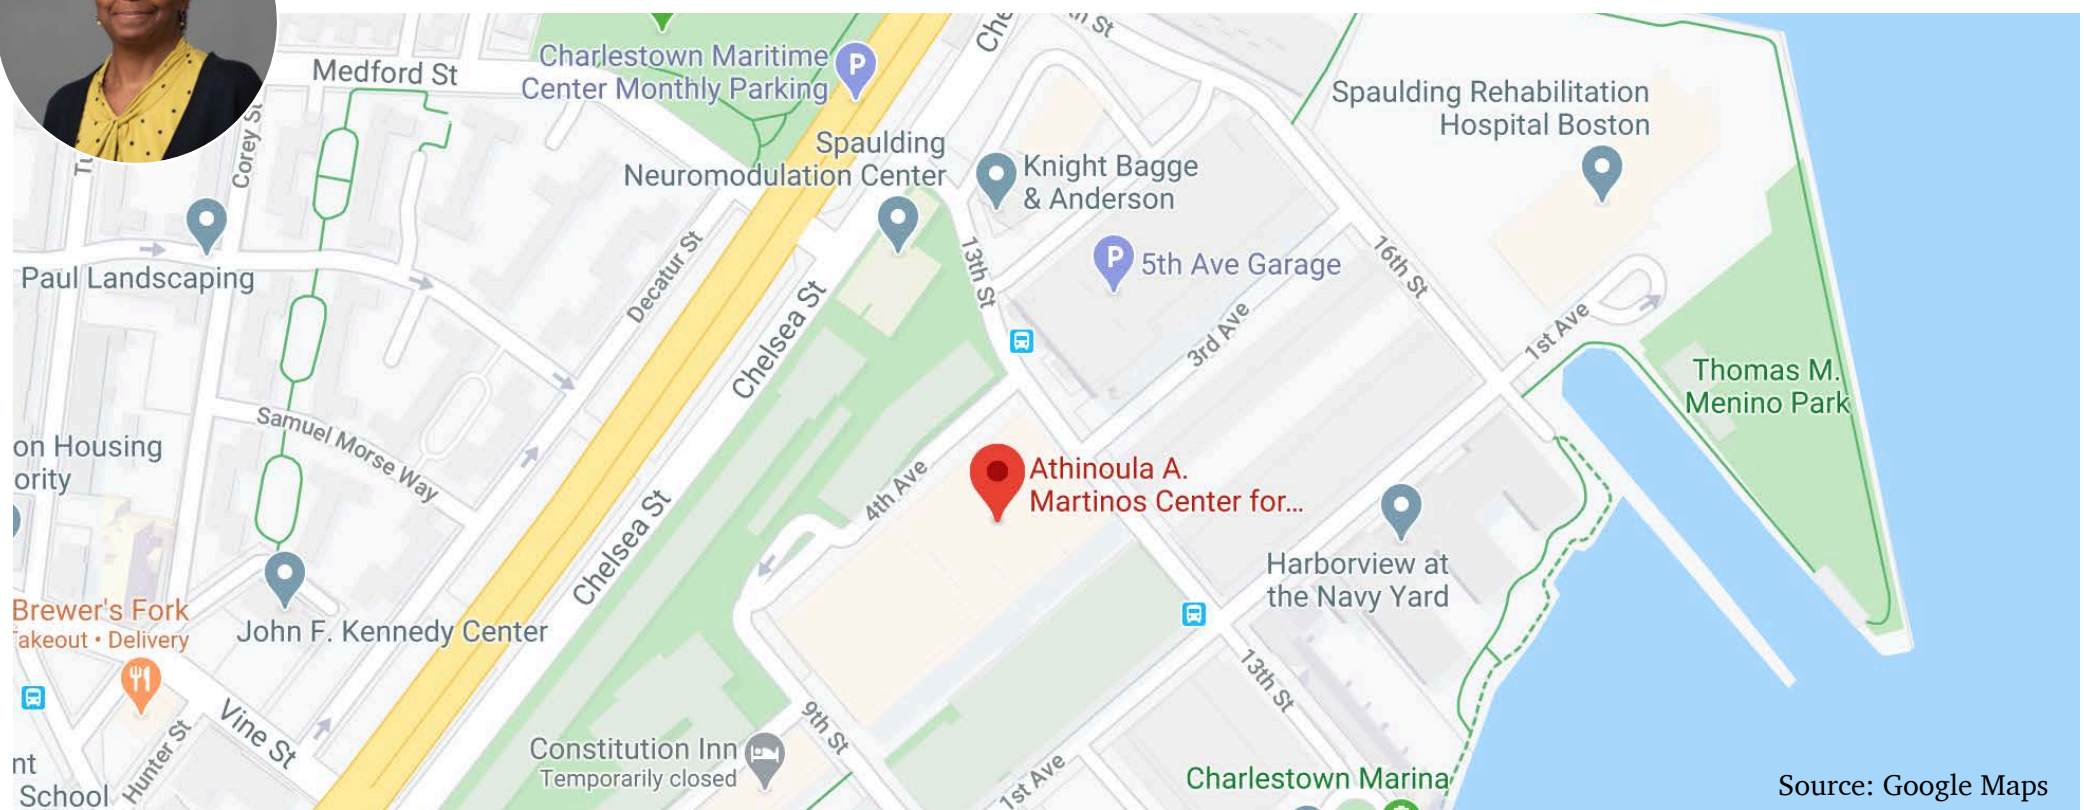 Medford St
Charlestown Maritime
Center Monthly Parking
P
Che
St
Spaulding Rehabilitation
Hospital Boston
Corey St
Tu
Spaulding
Neuromodulation Center
Knight Bagge
& Anderson
P
5th Ave Garage
13th St
16th St
Paul Landscaping
Decatur St
Chelsea St
3rd Ave
1st Ave
Thomas M.
Menino Park
Samuel Morse Way
on Housing
ority
4th Ave
Athinoula A.
Martinos Center for...
Chelsea St
Harborview at
the Navy Yard
Brewer's Fork
akeout • Delivery
John F. Kennedy Center
13th St
Vine St
Hunter St
9th St
Constitution Inn
Temporarily closed
nt
School
1st Ave
Charlestown Marina
Source: Google Maps